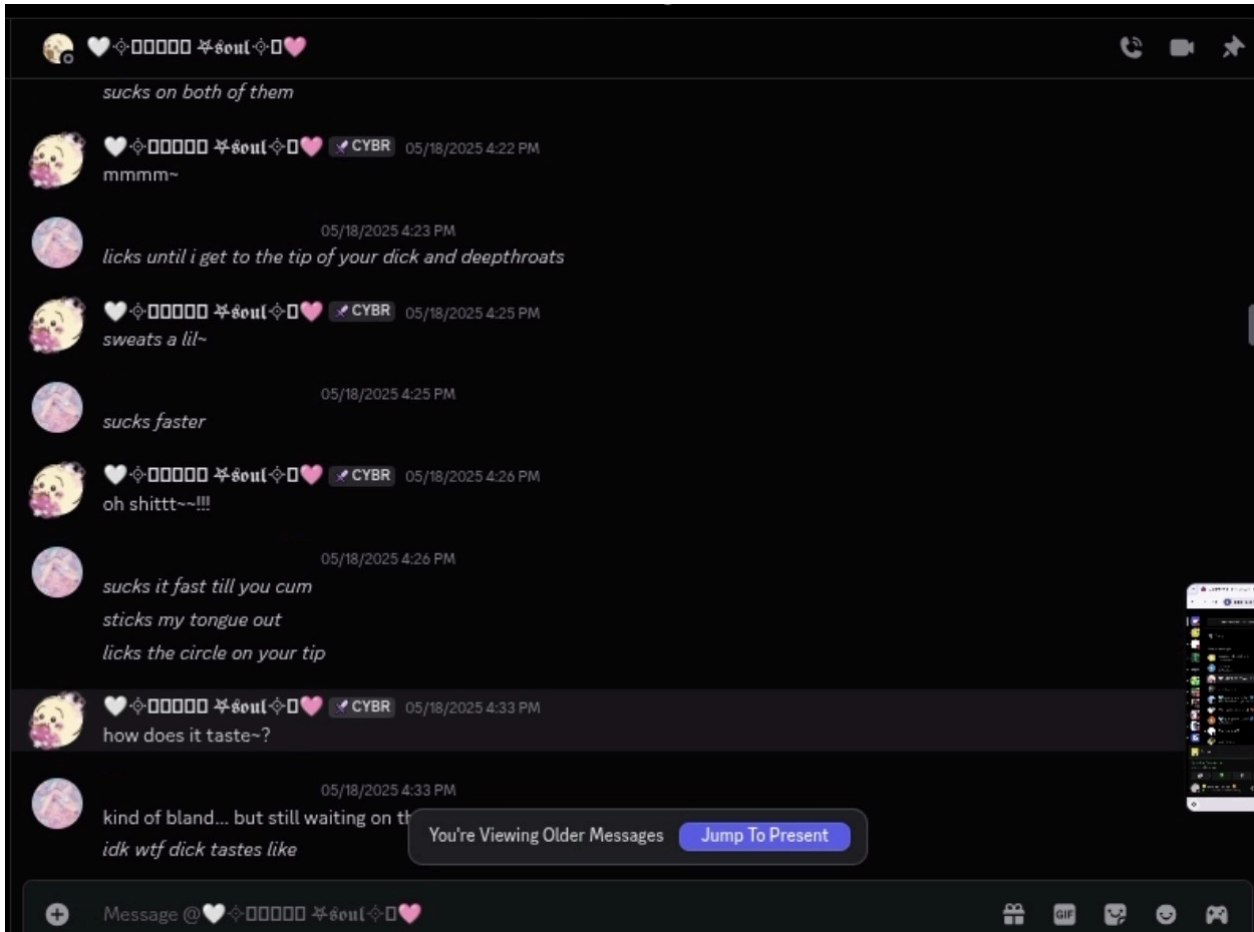 🤍⟡▯▯▯▯▯ ⛧𝖘𝖔𝖚𝖑⟡▯🩷
sucks on both of them
🤍⟡▯▯▯▯▯ ⛧𝖘𝖔𝖚𝖑⟡▯🩷 CYBR 05/18/2025 4:22 PM
mmmm~
05/18/2025 4:23 PM
licks until i get to the tip of your dick and deepthroats
🤍⟡▯▯▯▯▯ ⛧𝖘𝖔𝖚𝖑⟡▯🩷 CYBR 05/18/2025 4:25 PM
sweats a lil~
05/18/2025 4:25 PM
sucks faster
🤍⟡▯▯▯▯▯ ⛧𝖘𝖔𝖚𝖑⟡▯🩷 CYBR 05/18/2025 4:26 PM
oh shittt~~!!!
05/18/2025 4:26 PM
sucks it fast till you cum
sticks my tongue out
licks the circle on your tip
🤍⟡▯▯▯▯▯ ⛧𝖘𝖔𝖚𝖑⟡▯🩷 CYBR 05/18/2025 4:33 PM
how does it taste~?
05/18/2025 4:33 PM
kind of bland... but still waiting on
You're Viewing Older Messages Jump To Present
idk wtf dick tastes like
Message @🤍⟡▯▯▯▯▯ ⛧𝖘𝖔𝖚𝖑⟡▯🩷
GIF